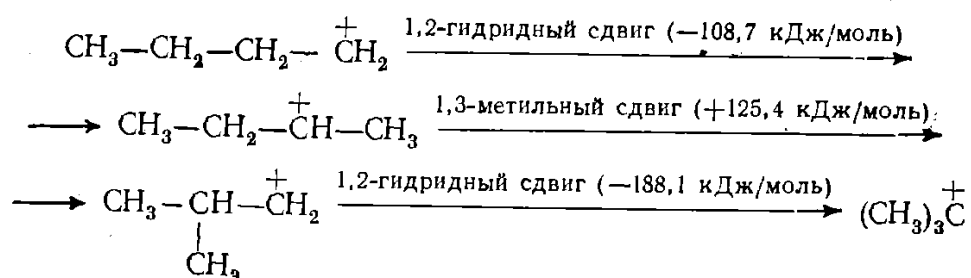 CH₃—CH₂—CH₂—C⁺H₂ 1,2-гидридный сдвиг (—108,7 кДж/моль) →
→ CH₃—CH₂—C⁺H—CH₃ 1,3-метильный сдвиг (+125,4 кДж/моль) →
→ CH₃—CH—C⁺H₂ 1,2-гидридный сдвиг (—188,1 кДж/моль) → (CH₃)₃C⁺
CH₃